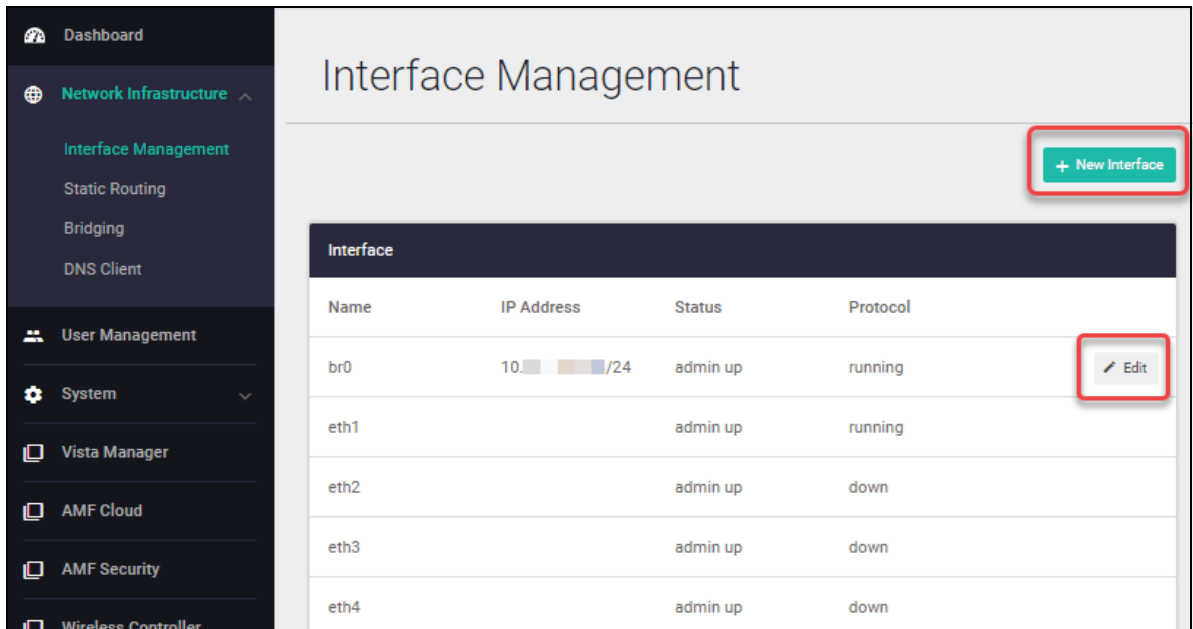 Dashboard
Network Infrastructure
Interface Management
Static Routing
Bridging
DNS Client
User Management
System
Vista Manager
AMF Cloud
AMF Security
Wireless Controller
Interface Management
+ New Interface
Interface
Name IP Address Status Protocol
br0 10. /24 admin up running Edit
eth1 admin up running
eth2 admin up down
eth3 admin up down
eth4 admin up down